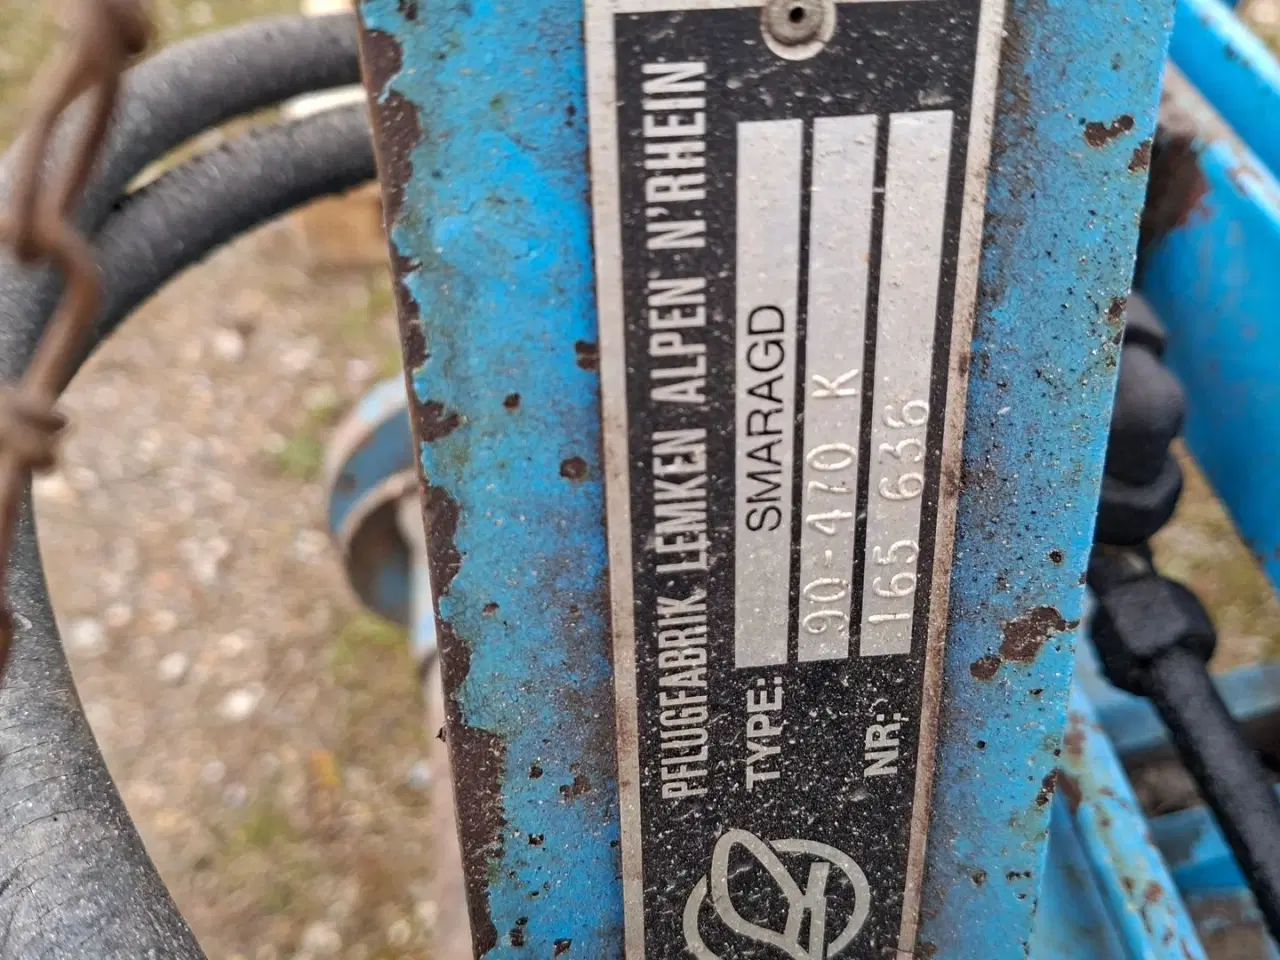 PFLUGFABRIK LEMKEN ALPEN N'RHEIN
TYPE: SMARAGD
90-470 K
NR: 165 636